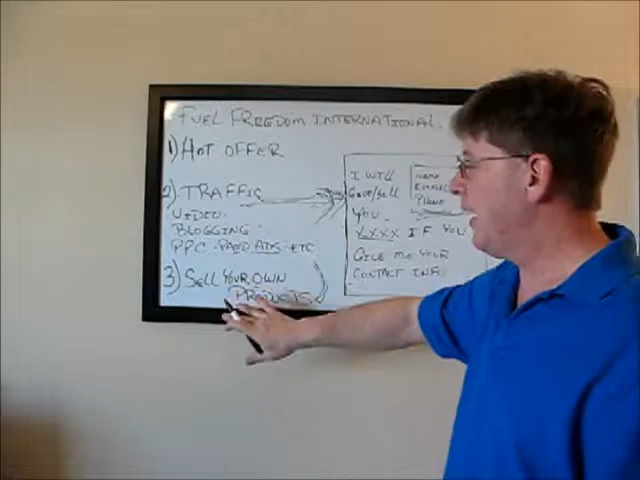 FUEL FREEDOM INTERNATIONAL
1) HOT OFFER
2) TRAFFIC
VIDEO
BLOGGING
PPC - PAID ADS - ETC
3) SELL YOUR OWN
PRODUCTS
I WILL
GIVE/SELL
YOU
XXXX IF YOU
GIVE ME YOUR
CONTACT INFO
NAME
EMAIL
PHONE